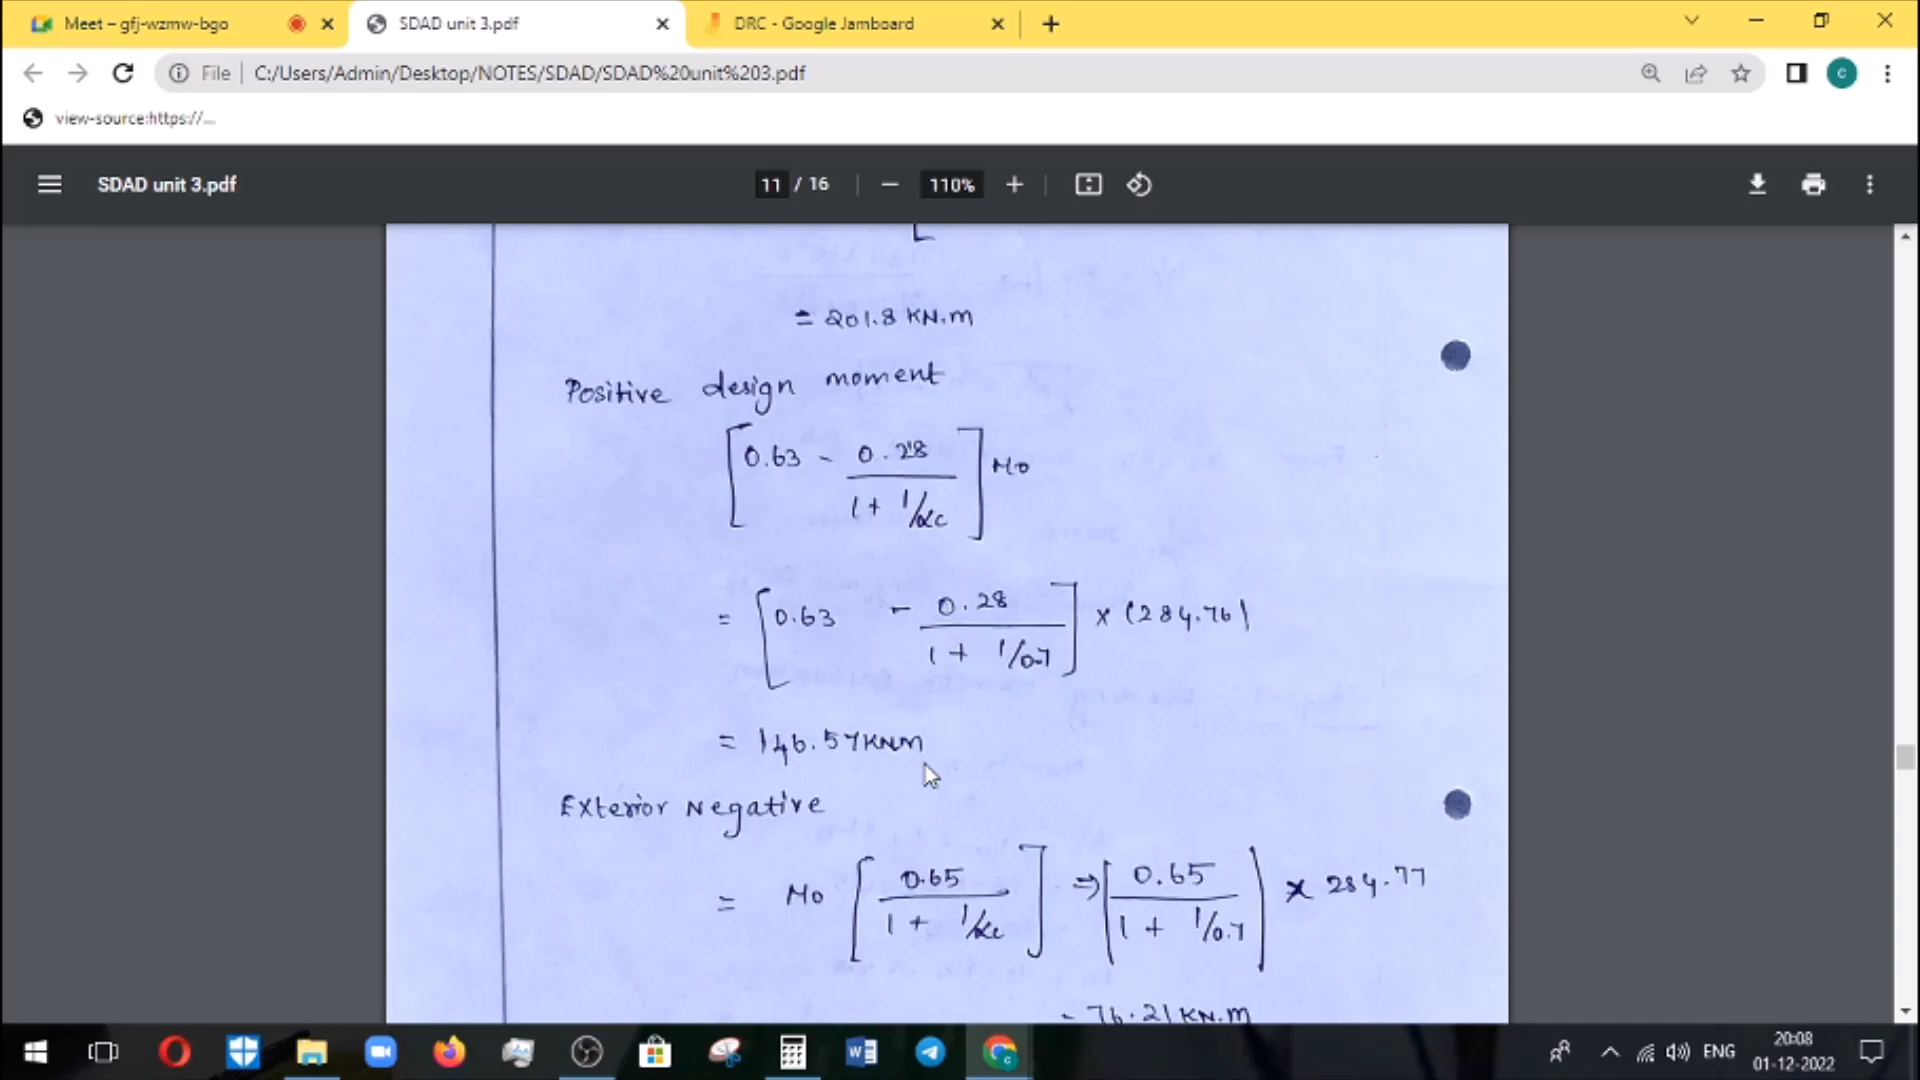 Meet – gfj-wzmw-bgo
SDAD unit 3.pdf
DRC - Google Jamboard
File
C:/Users/Admin/Desktop/NOTES/SDAD/SDAD%20unit%203.pdf
C
view-source:https://...
SDAD unit 3.pdf
11 / 16
110%
= 201.8 KN.m
Positive design moment
[0.63 - 0.28 / (1 + 1/αc)] Mo
= [0.63 - 0.28 / (1 + 1/0.7)] x (284.76)
= 146.57 KNm
Exterior Negative
= Mo [0.65 / (1 + 1/αc)] ⇒ [0.65 / (1 + 1/0.7)] x 284.77
= 76.21 KN.m
ENG
20:08
01-12-2022